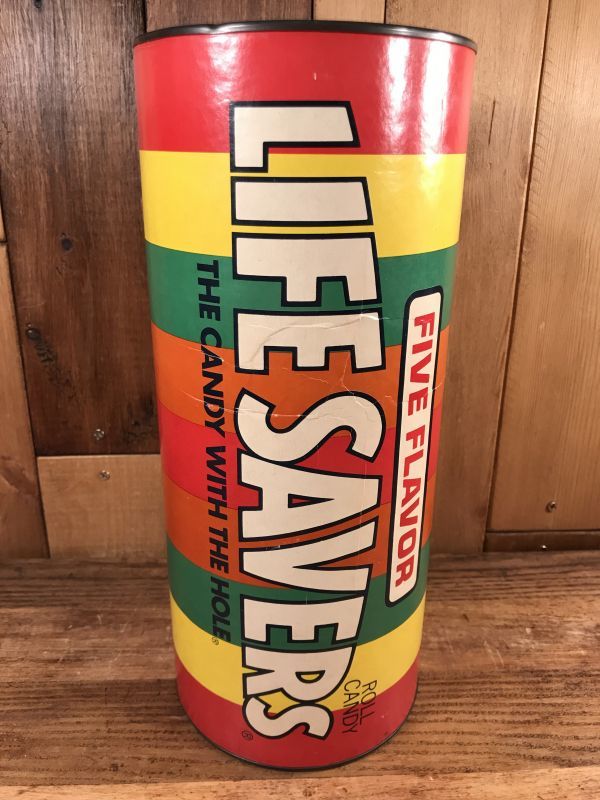 FIVE FLAVOR
LIFE SAVERS®
THE CANDY WITH THE HOLE®
ROLL
CANDY